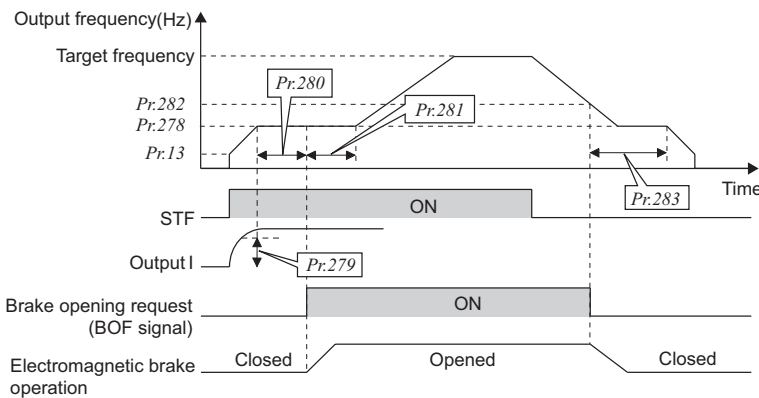 Output frequency(Hz)
Target frequency
Pr.280
Pr.282
Pr.281
Pr.278
Pr.13
Time
Pr.283
STF
ON
Output I
Pr.279
Brake opening request
(BOF signal)
ON
Electromagnetic brake
operation
Closed
Opened
Closed